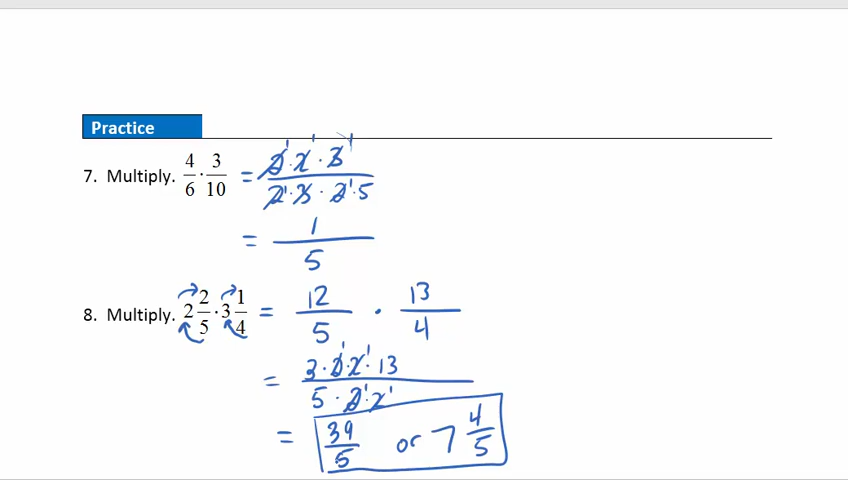 Practice
7. Multiply. 4/6 · 3/10 = 2·2·3 / 2·3·2·5
= 1/5
8. Multiply. 2 2/5 · 3 1/4 = 12/5 · 13/4
= 3·2·2·13 / 5·2·2
= 39/5 or 7 4/5